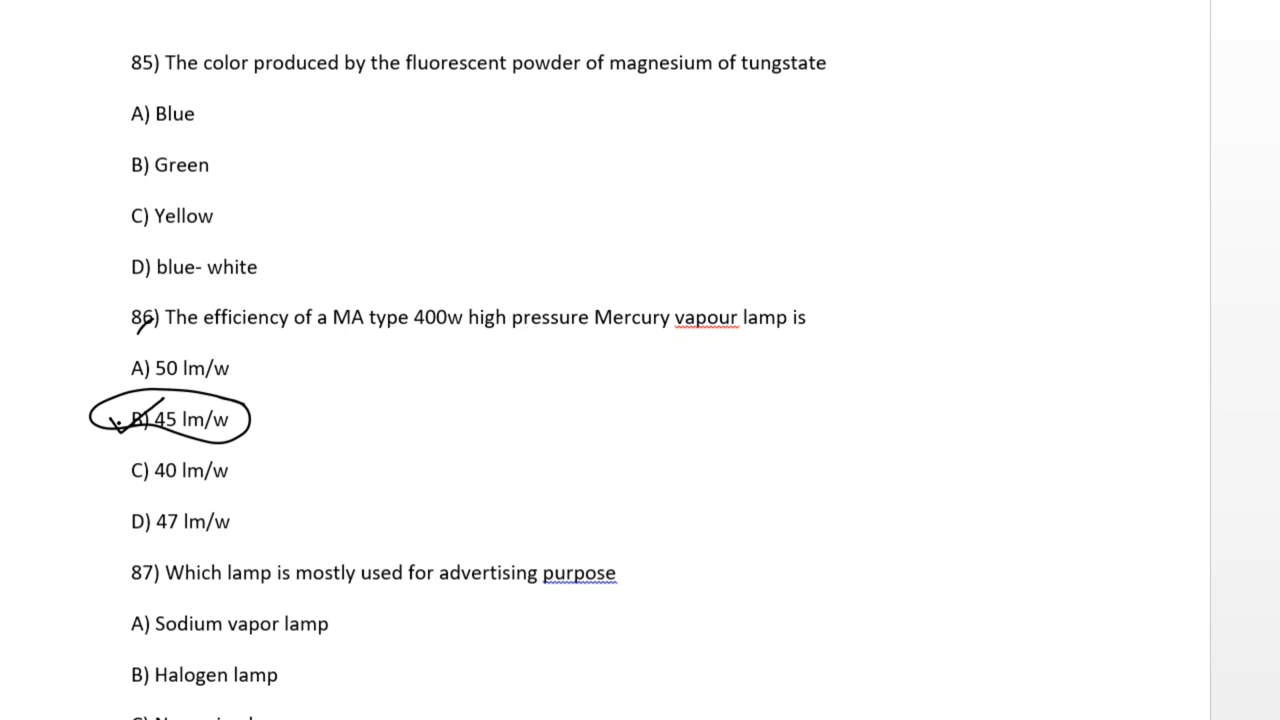 85) The color produced by the fluorescent powder of magnesium of tungstate
A) Blue
B) Green
C) Yellow
D) blue- white
86) The efficiency of a MA type 400w high pressure Mercury vapour lamp is
A) 50 lm/w
B) 45 lm/w
C) 40 lm/w
D) 47 lm/w
87) Which lamp is mostly used for advertising purpose
A) Sodium vapor lamp
B) Halogen lamp